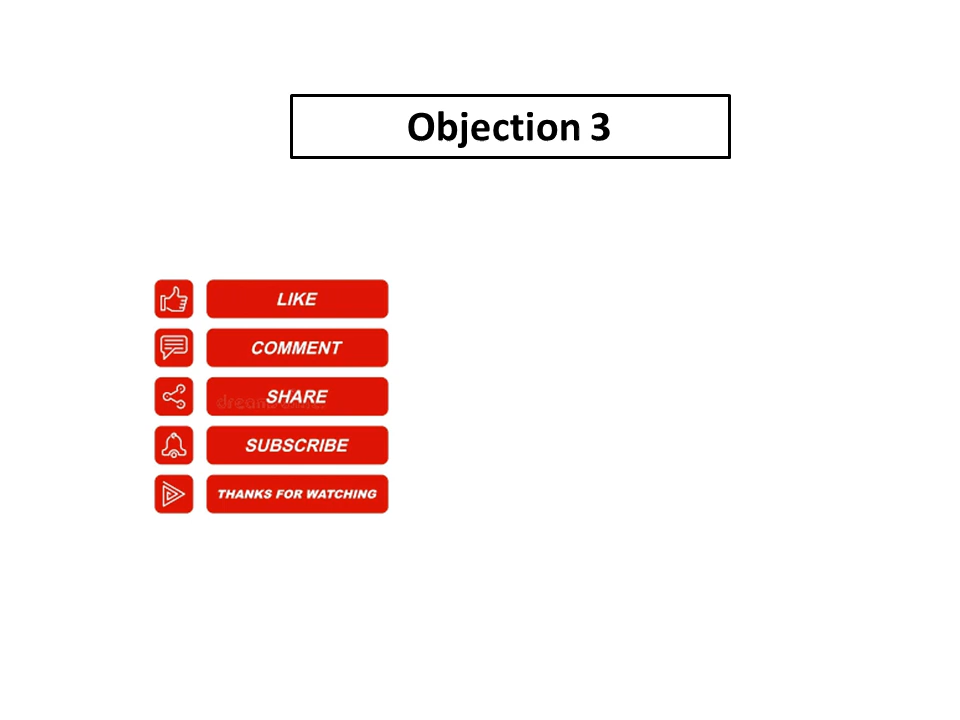 Objection 3
LIKE
COMMENT
SHARE
SUBSCRIBE
THANKS FOR WATCHING